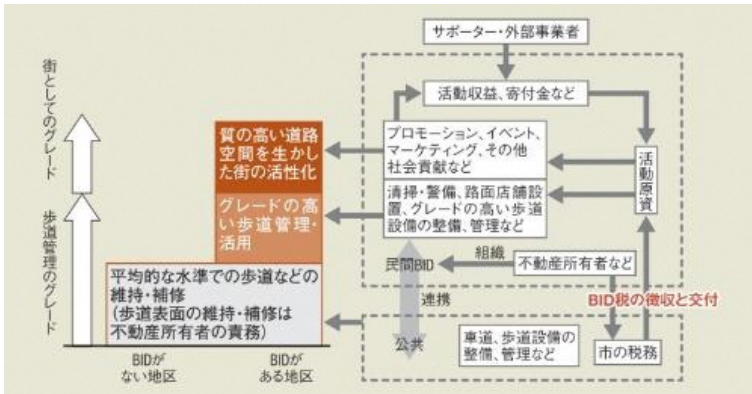 サポーター・外部事業者
活動収益、寄付金など
街としてのグレード
歩道管理のグレード
質の高い道路
空間を生かし
た街の活性化
グレードの高
い歩道管理・
活用
平均的な水準での歩道などの
維持・補修
(歩道表面の維持・補修は
不動産所有者の責務)
BIDが
ない地区
BIDが
ある地区
プロモーション、イベント、
マーケティング、その他
社会貢献など
清掃・警備、路面店舗設
置、グレードの高い歩道
設備の整備、管理など
活動原資
民間BID
組織
不動産所有者など
BID税の徴収と交付
連携
公共
車道、歩道設備の
整備、管理など
市の税務